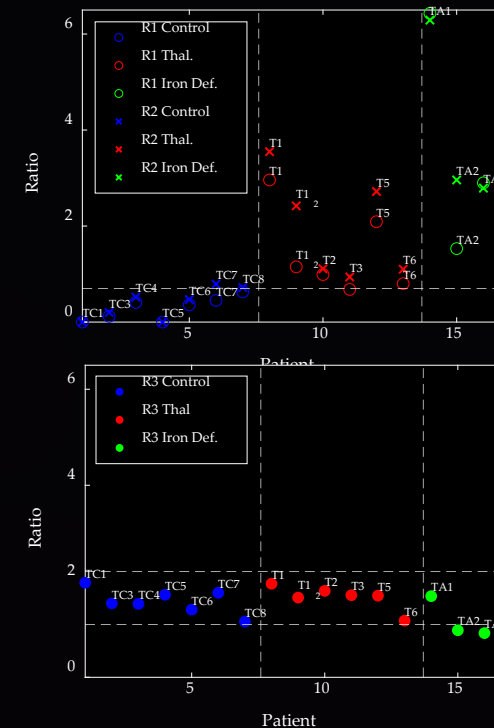 6
4
2
0
Ratio
R1 Control
R1 Thal.
R1 Iron Def.
R2 Control
R2 Thal.
R2 Iron Def.
TA1
T1
T1
T1
2
T5
TA2
T5
T1
2
T2
T3
T6
T6
TA2
TC7
TC8
TC4
TC6
TC7
TC3
TC1
TC5
5
10
15
Patient
6
4
2
0
Ratio
R3 Control
R3 Thal
R3 Iron Def.
TC1
TC3
TC4
TC5
TC6
TC7
TC8
T1
T1
2
T2
T3
T5
T6
TA1
TA2
5
10
15
Patient